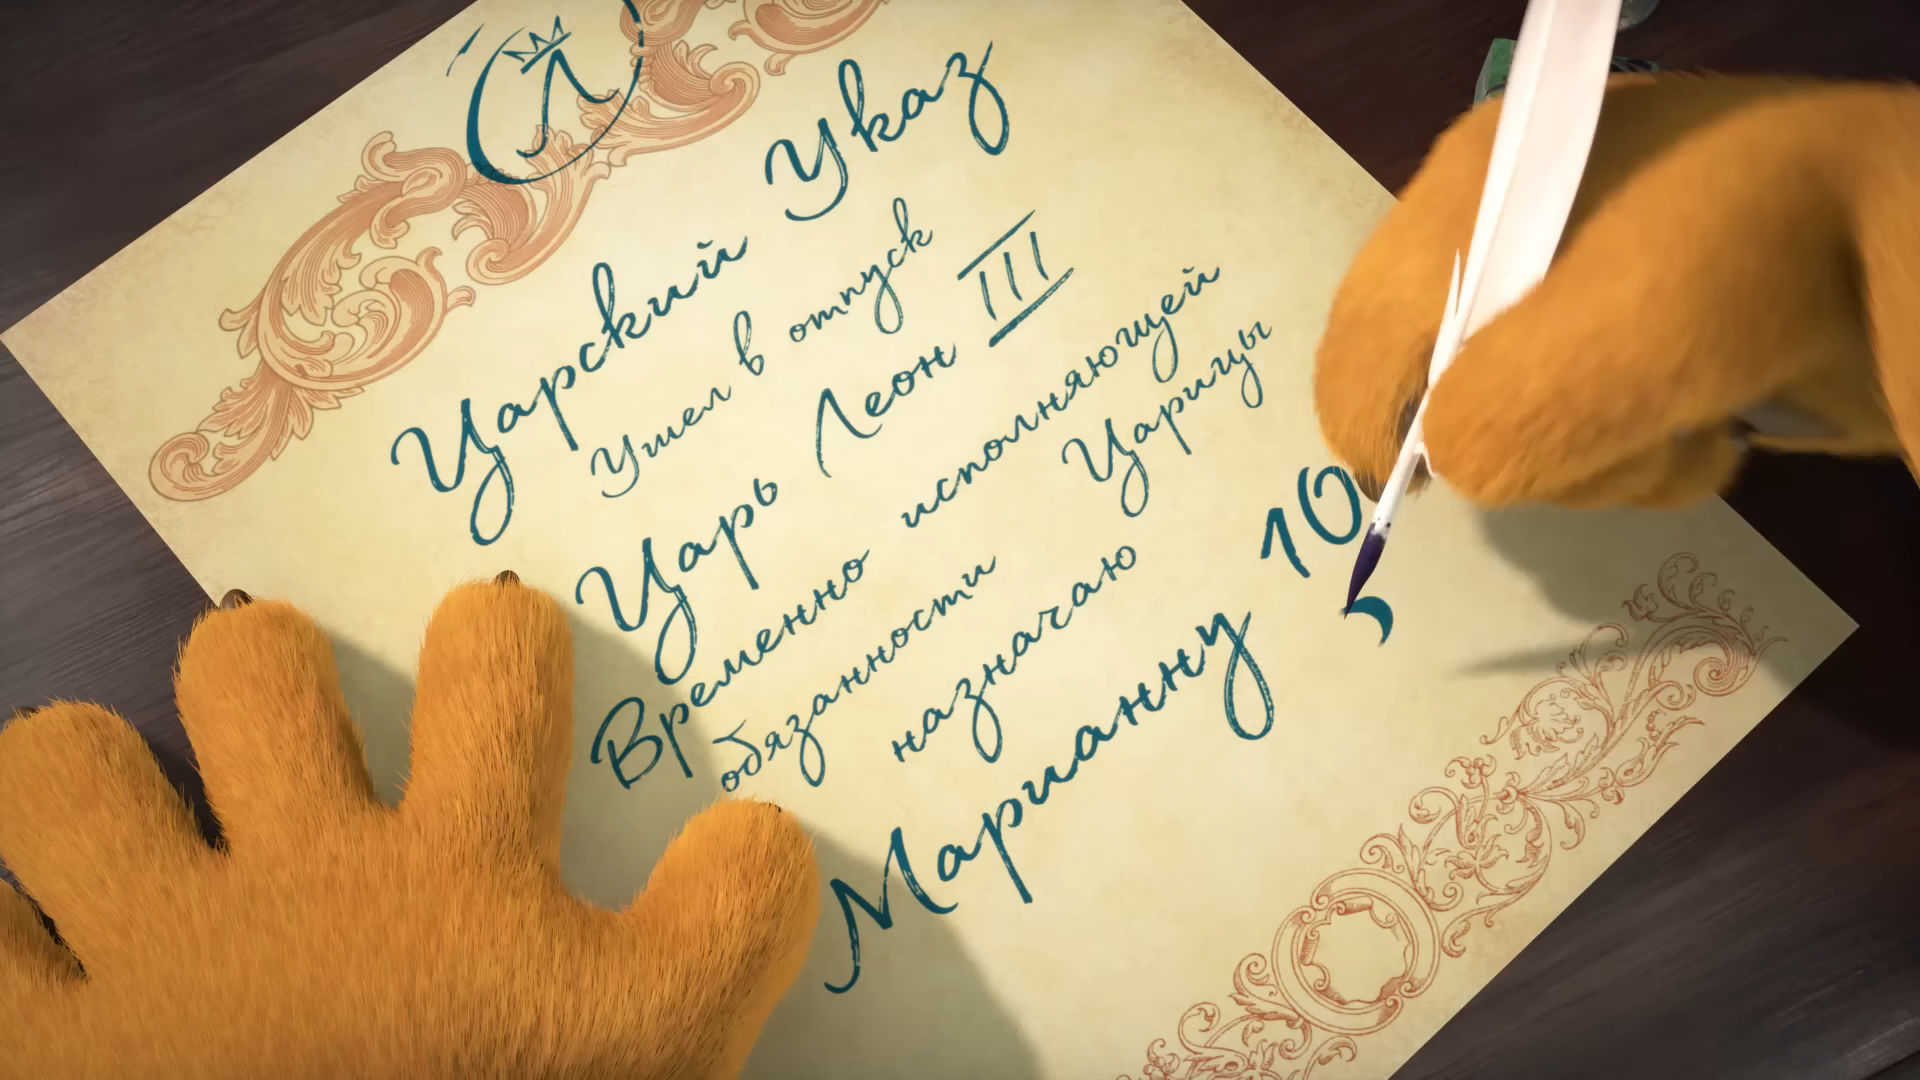 Л
Царский Указ
Ушел в отпуск
Царь Леон III
Временно исполняющей
обязанности Царицы
назначаю
Марианну 10